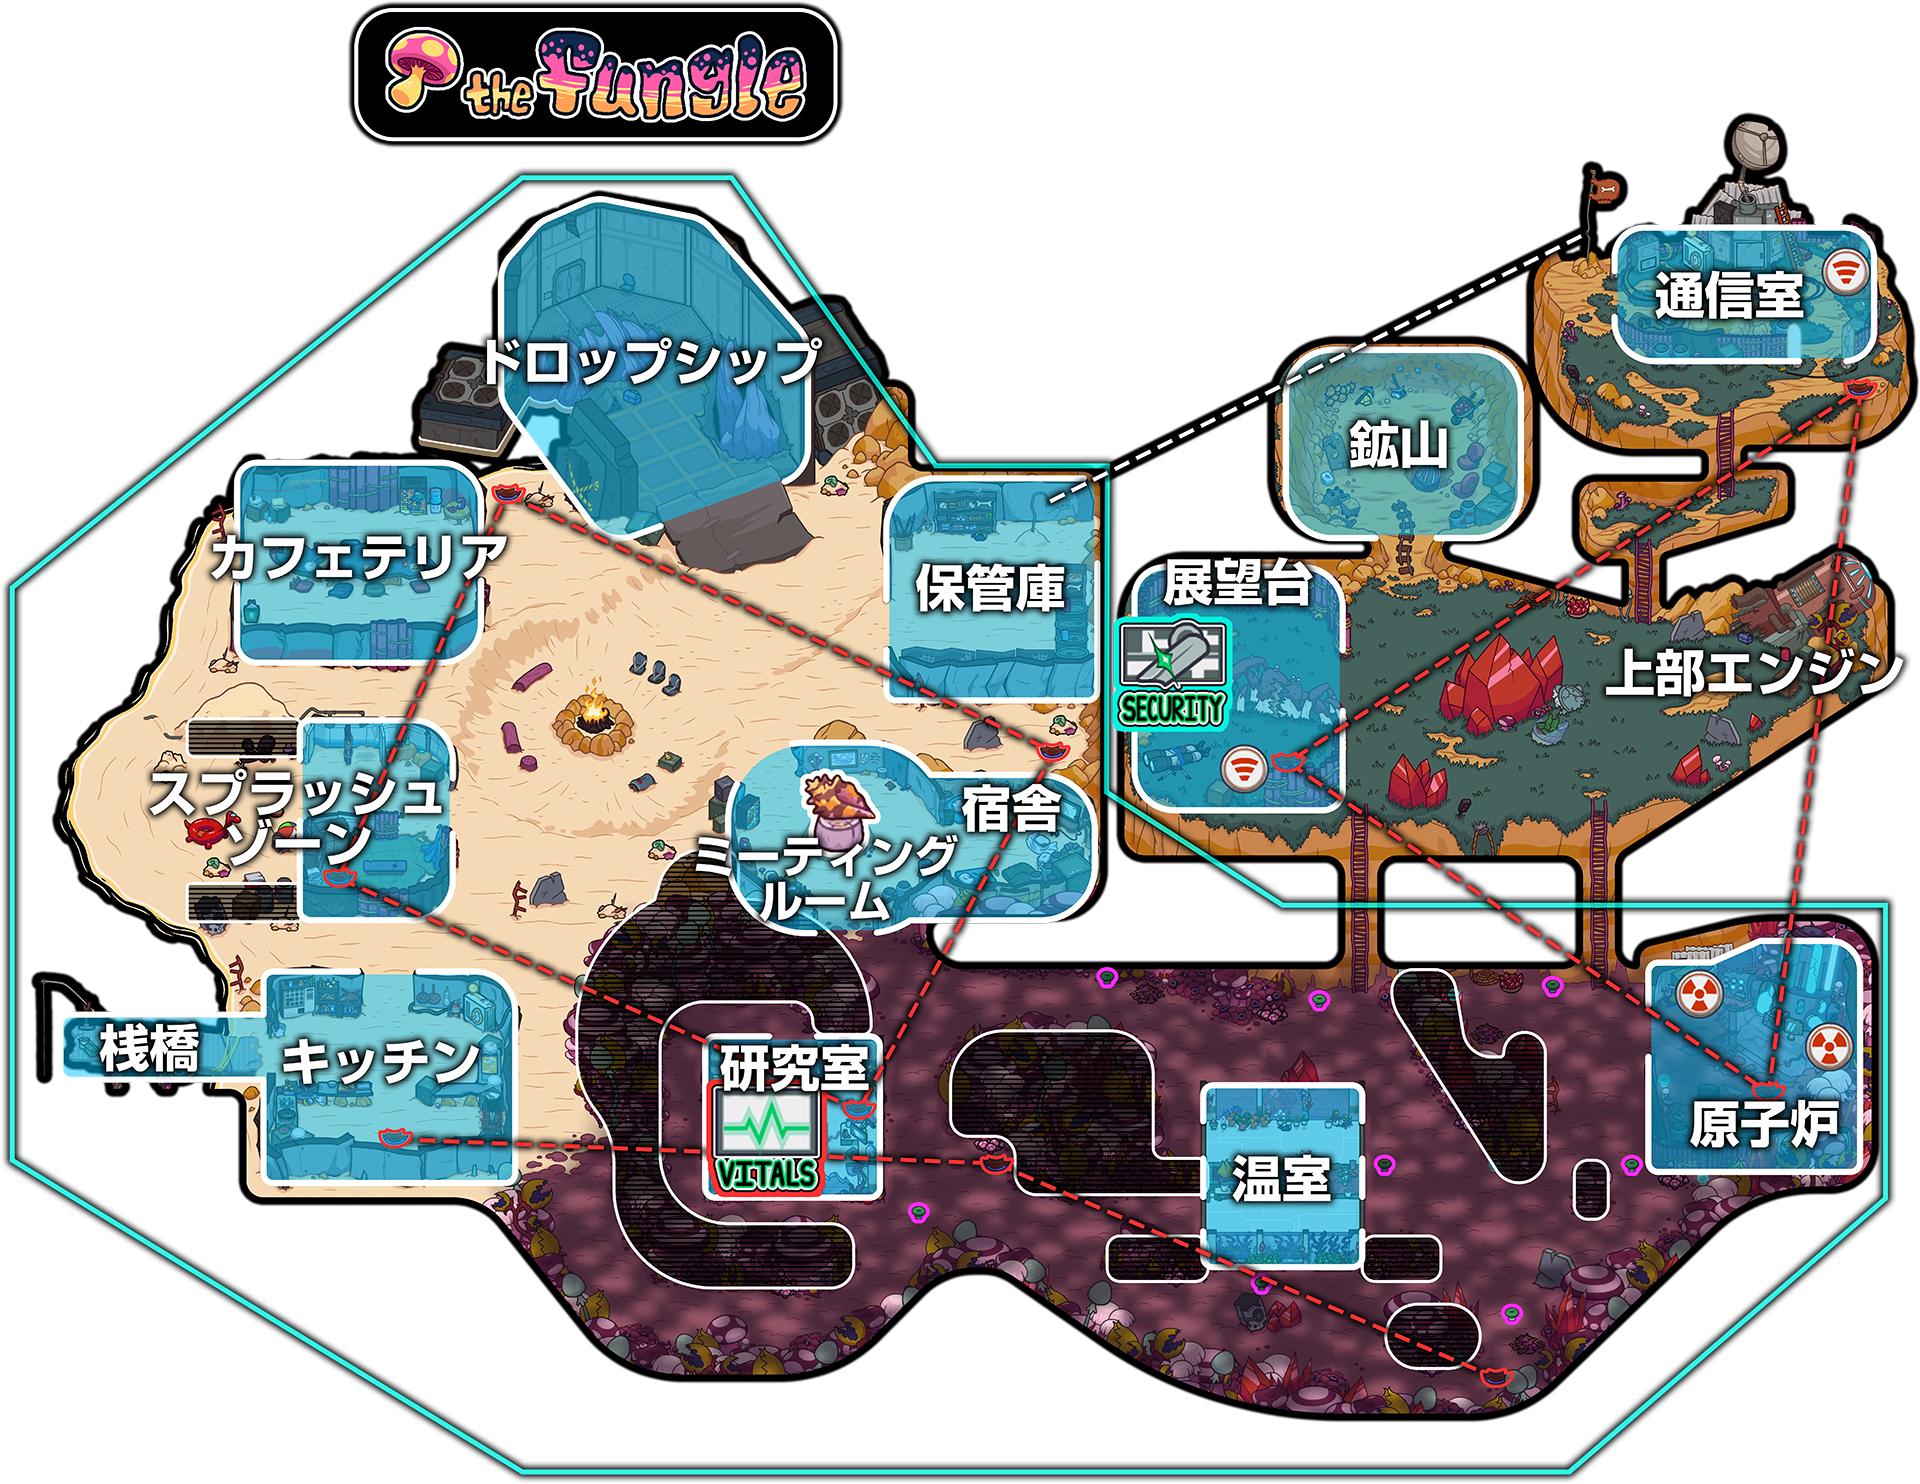 the Fungle
通信室
ドロップシップ
鉱山
カフェテリア
保管庫
展望台
SECURITY
上部エンジン
スプラッシュ
ゾーン
宿舎
ミーティング
ルーム
桟橋
キッチン
研究室
VITALS
原子炉
温室